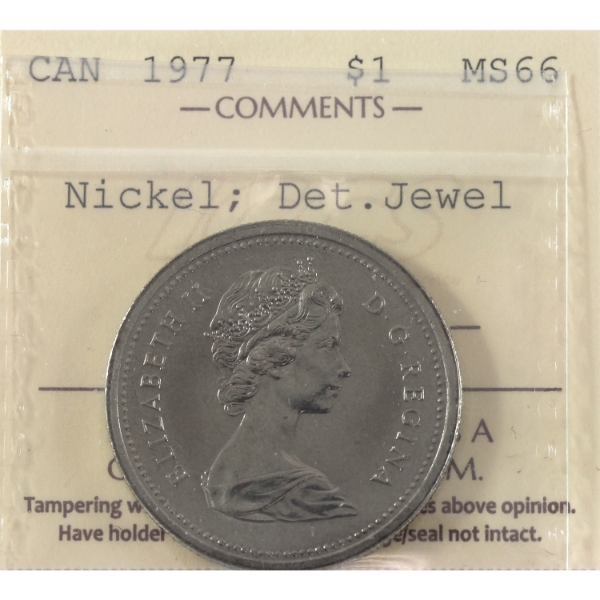 CAN 1977 $1 MS66
—COMMENTS—
Nickel; Det.Jewel
ELIZABETH II D·G·REGINA
A
M.
Tampering above opinion.
Have holder seal not intact.